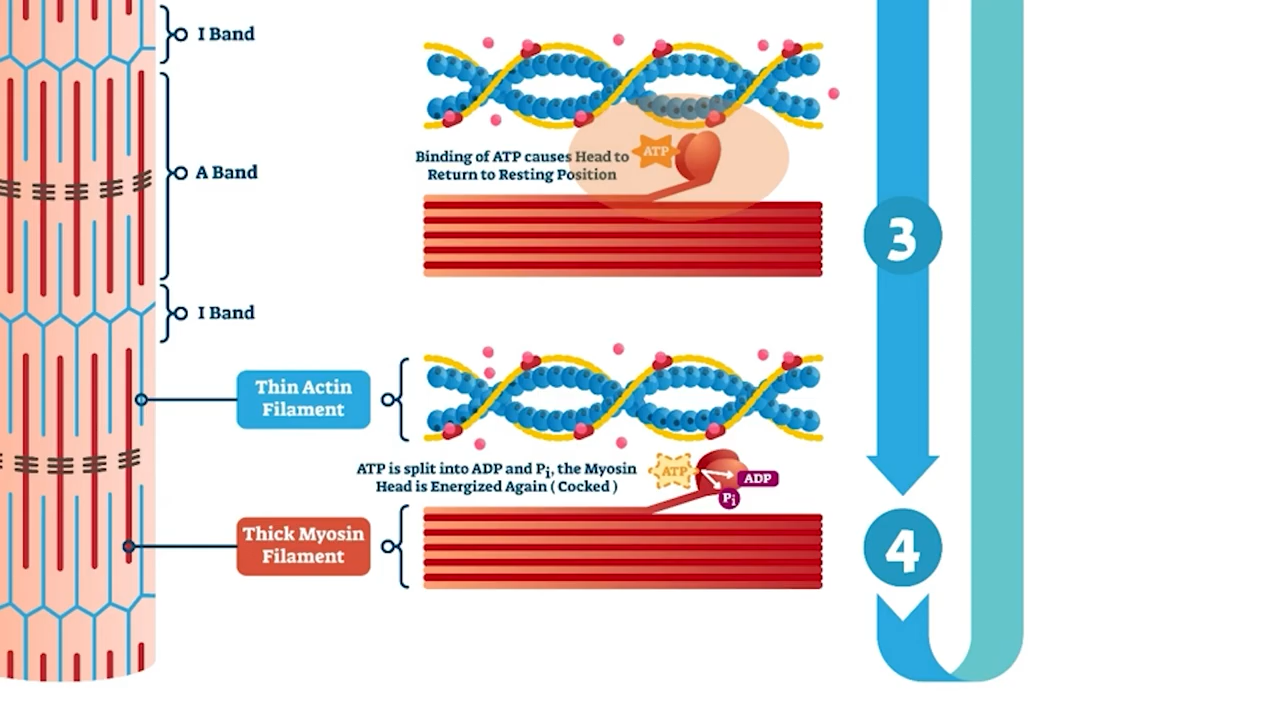 I Band
A Band
Binding of ATP causes Head to
Return to Resting Position
ATP
3
I Band
Thin Actin
Filament
ATP is split into ADP and Pi, the Myosin
Head is Energized Again ( Cocked )
ATP
ADP
Pi
Thick Myosin
Filament
4